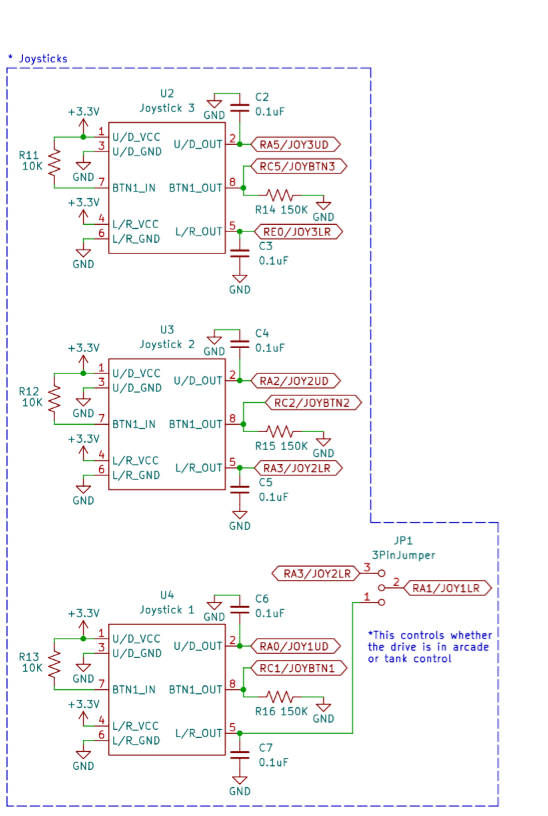 * Joysticks
U2
Joystick 3
+3.3V
GND
C2
0.1uF
R11
10K
1
U/D_VCC
3
U/D_GND
GND
U/D_OUT
2
RA5/JOY3UD
RC5/JOYBTN3
7
BTN1_IN
BTN1_OUT
8
+3.3V
R14 150K
GND
4
L/R_VCC
6
L/R_GND
GND
L/R_OUT
5
RE0/JOY3LR
C3
0.1uF
GND
U3
Joystick 2
+3.3V
GND
C4
0.1uF
R12
10K
1
U/D_VCC
3
U/D_GND
GND
U/D_OUT
2
RA2/JOY2UD
RC2/JOYBTN2
7
BTN1_IN
BTN1_OUT
8
+3.3V
R15 150K
GND
4
L/R_VCC
6
L/R_GND
GND
L/R_OUT
5
RA3/JOY2LR
C5
0.1uF
GND
JP1
3PinJumper
RA3/JOY2LR
3
2
RA1/JOY1LR
1
*This controls whether
the drive is in arcade
or tank control
U4
Joystick 1
+3.3V
GND
C6
0.1uF
R13
10K
1
U/D_VCC
3
U/D_GND
GND
U/D_OUT
2
RA0/JOY1UD
RC1/JOYBTN1
7
BTN1_IN
BTN1_OUT
8
+3.3V
R16 150K
GND
4
L/R_VCC
6
L/R_GND
GND
L/R_OUT
5
C7
0.1uF
GND